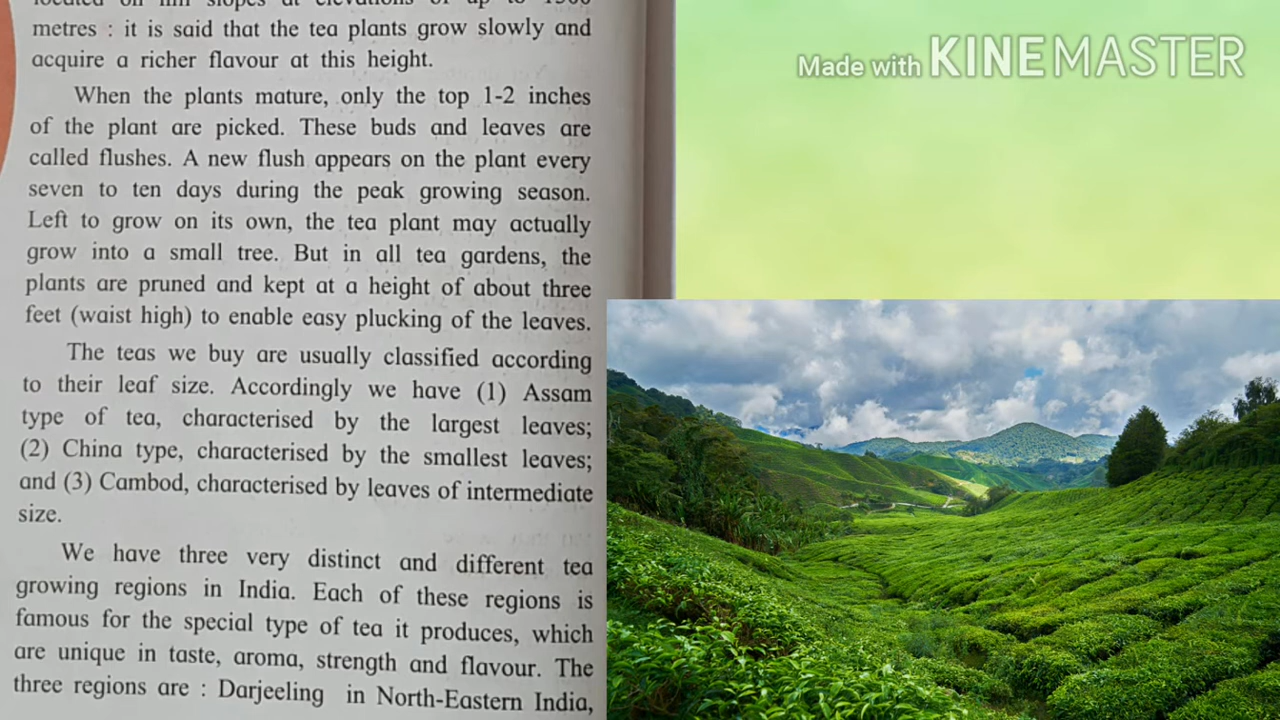 metres : it is said that the tea plants grow slowly and
acquire a richer flavour at this height.
When the plants mature, only the top 1-2 inches
of the plant are picked. These buds and leaves are
called flushes. A new flush appears on the plant every
seven to ten days during the peak growing season.
Left to grow on its own, the tea plant may actually
grow into a small tree. But in all tea gardens, the
plants are pruned and kept at a height of about three
feet (waist high) to enable easy plucking of the leaves.
The teas we buy are usually classified according
to their leaf size. Accordingly we have (1) Assam
type of tea, characterised by the largest leaves;
(2) China type, characterised by the smallest leaves;
and (3) Cambod, characterised by leaves of intermediate
size.
We have three very distinct and different tea
growing regions in India. Each of these regions is
famous for the special type of tea it produces, which
are unique in taste, aroma, strength and flavour. The
three regions are : Darjeeling in North-Eastern India,
Made with KINEMASTER